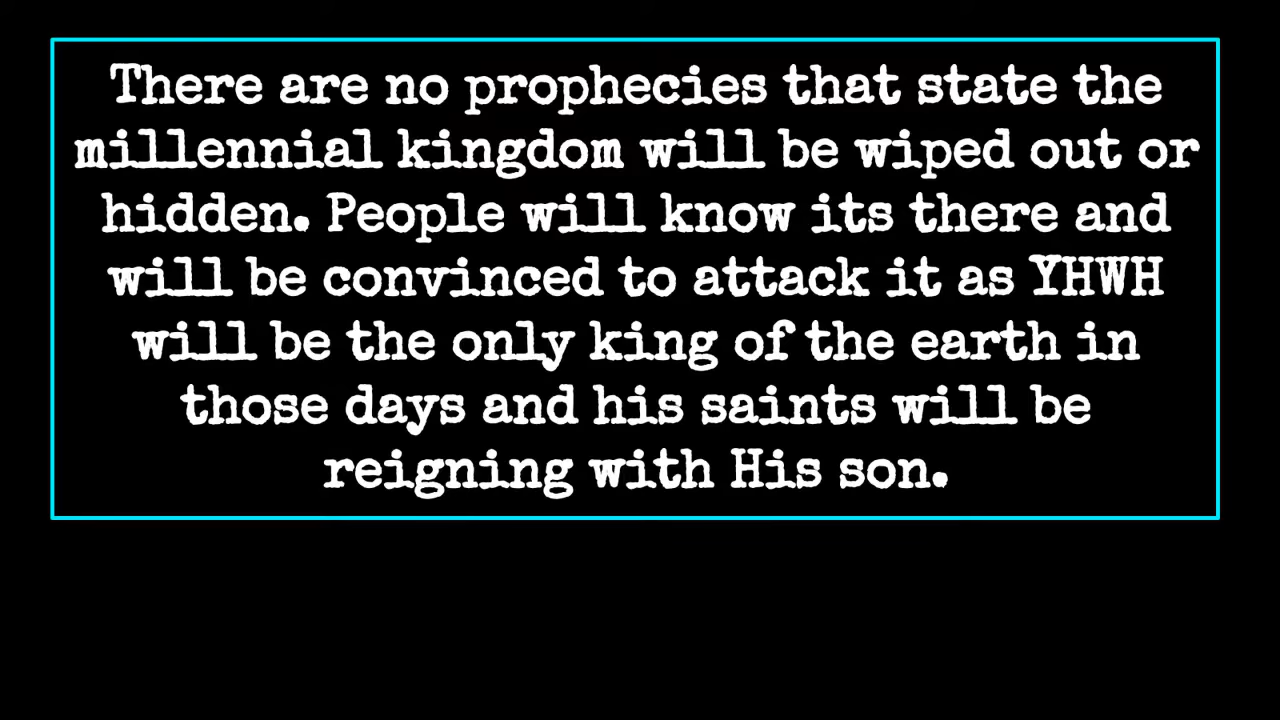 There are no prophecies that state the
millennial kingdom will be wiped out or
hidden. People will know its there and
will be convinced to attack it as YHWH
will be the only king of the earth in
those days and his saints will be
reigning with His son.